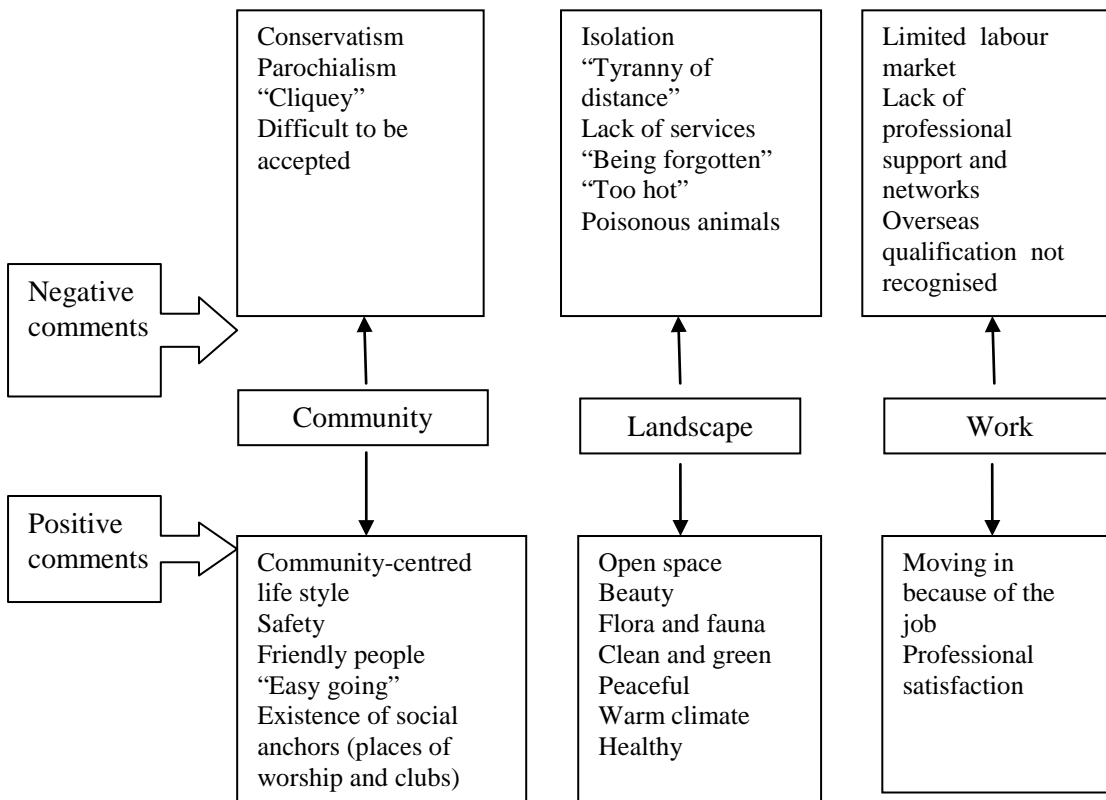 Conservatism
Parochialism
“Cliquey”
Difficult to be
accepted
Isolation
“Tyranny of
distance”
Lack of services
“Being forgotten”
“Too hot”
Poisonous animals
Limited labour
market
Lack of
professional
support and
networks
Overseas
qualification not
recognised
Negative
comments
Community
Landscape
Work
Positive
comments
Community-centred
life style
Safety
Friendly people
“Easy going”
Existence of social
anchors (places of
worship and clubs)
Open space
Beauty
Flora and fauna
Clean and green
Peaceful
Warm climate
Healthy
Moving in
because of the
job
Professional
satisfaction